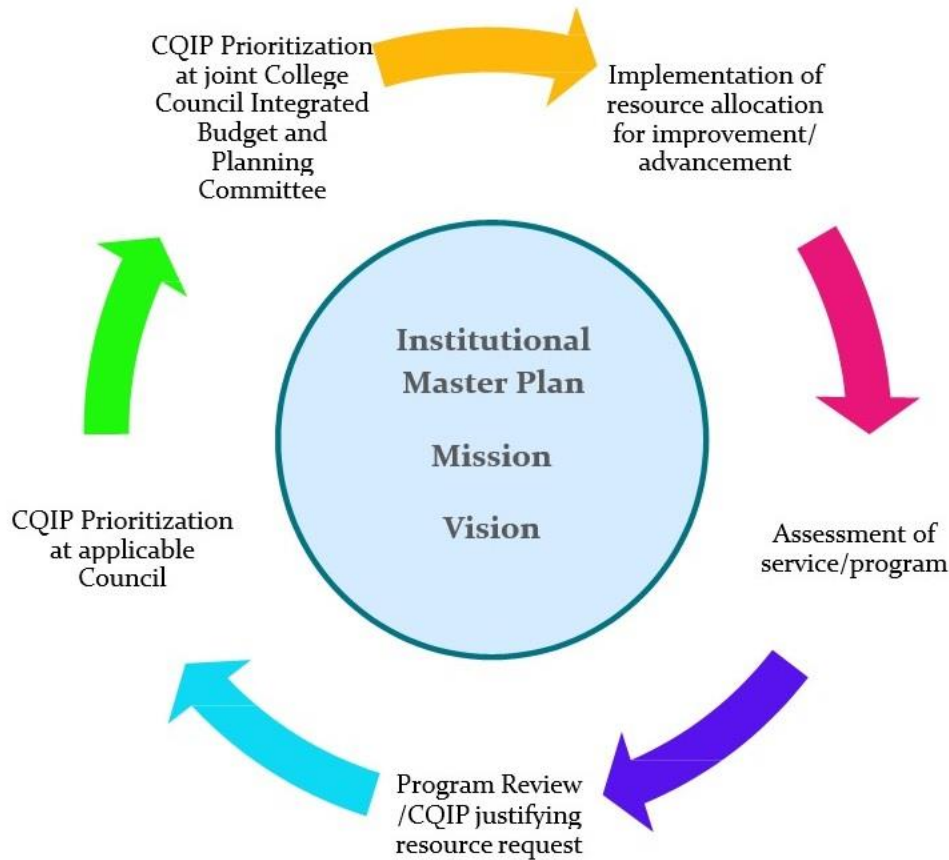 CQIP Prioritization
at joint College
Council Integrated
Budget and
Planning
Committee
Implementation of
resource allocation
for improvement/
advancement
Institutional
Master Plan
Mission
Vision
CQIP Prioritization
at applicable
Council
Assessment of
service/program
Program Review
/CQIP justifying
resource request